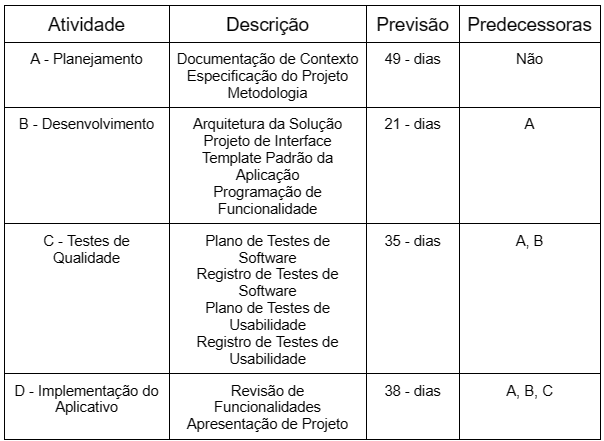 Atividade
Descrição
Previsão
Predecessoras
A - Planejamento
Documentação de Contexto
Especificação do Projeto
Metodologia
49 - dias
Não
B - Desenvolvimento
Arquitetura da Solução
Projeto de Interface
Template Padrão da
Aplicação
Programação de
Funcionalidade
21 - dias
A
C - Testes de
Qualidade
Plano de Testes de
Software
Registro de Testes de
Software
Plano de Testes de
Usabilidade
Registro de Testes de
Usabilidade
35 - dias
A, B
D - Implementação do
Aplicativo
Revisão de
Funcionalidades
Apresentação de Projeto
38 - dias
A, B, C